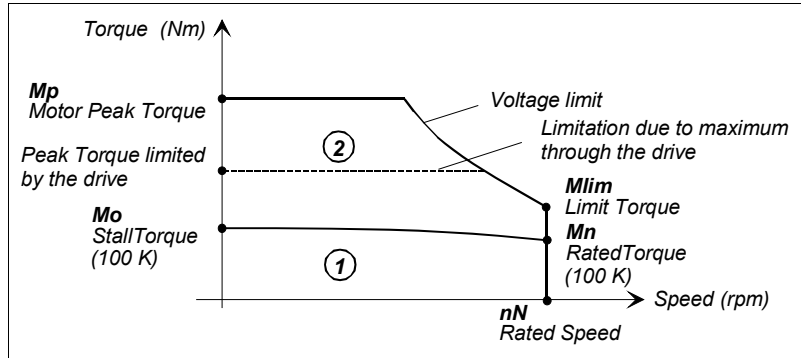 Torque (Nm)
Mp
Motor Peak Torque
Voltage limit
Limitation due to maximum
through the drive
2
Peak Torque limited
by the drive
Mlim
Limit Torque
Mo
StallTorque
(100 K)
Mn
RatedTorque
(100 K)
1
Speed (rpm)
nN
Rated Speed